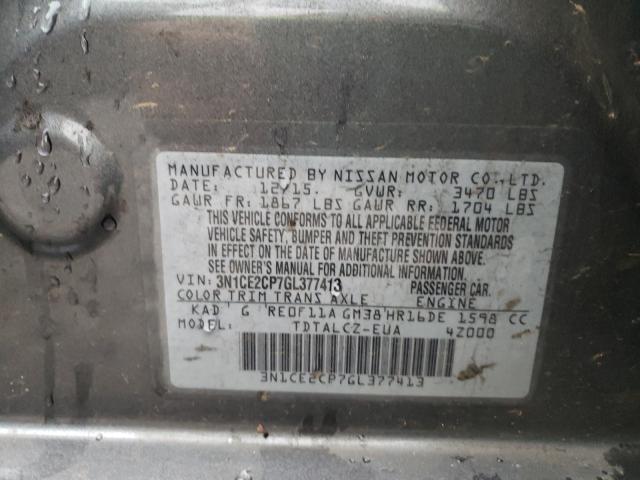 MANUFACTURED BY NISSAN MOTOR CO., LTD.
DATE: 12/15. GVWR: 3470 LBS
GAWR FR: 1867 LBS GAWR RR: 1704 LBS
THIS VEHICLE CONFORMS TO ALL APPLICABLE FEDERAL MOTOR
VEHICLE SAFETY, BUMPER AND THEFT PREVENTION STANDARDS
IN EFFECT ON THE DATE OF MANUFACTURE SHOWN ABOVE.
SEE OWNER'S MANUAL FOR ADDITIONAL INFORMATION.
VIN: 3N1CE2CP7GL377413 PASSENGER CAR.
COLOR TRIM TRANS AXLE ENGINE
KAD G RE0F11A GM38 HR16DE 1598 CC
MODEL: TDTALCZ-EUA 4Z000
3N1CE2CP7GL377413